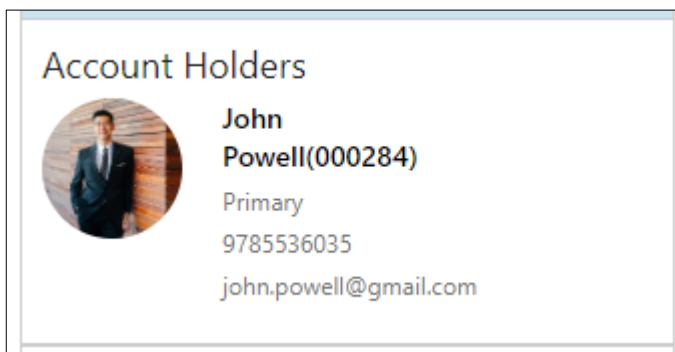 Account Holders
John
Powell(000284)
Primary
9785536035
john.powell@gmail.com